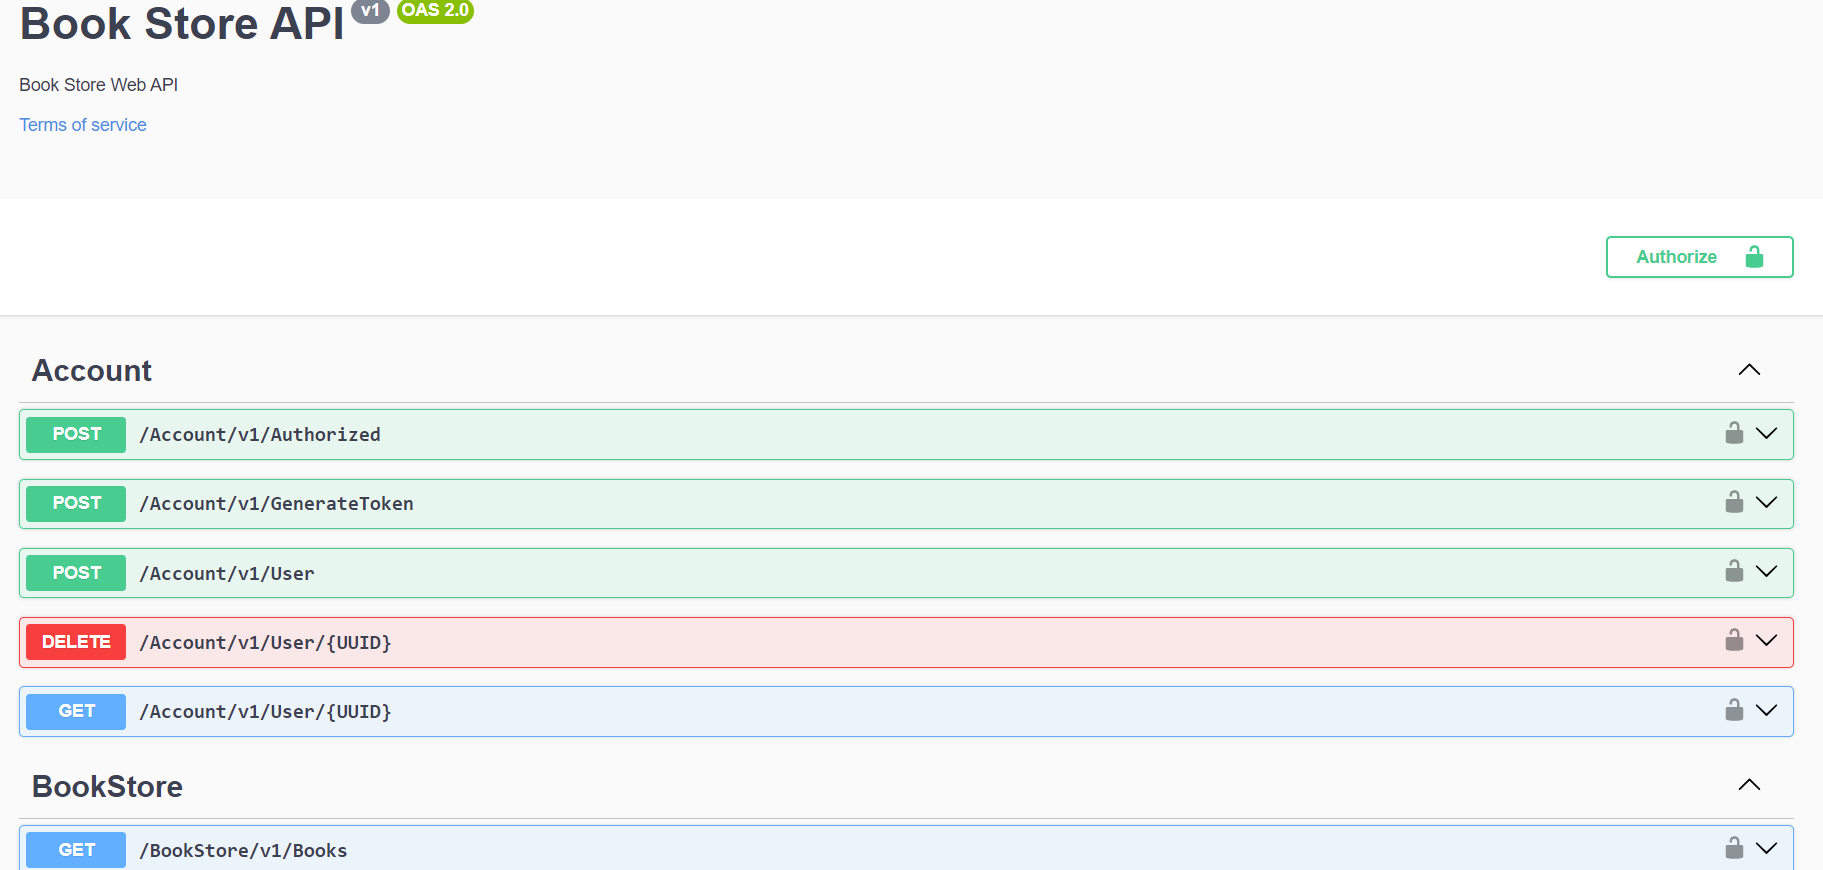 Book Store API v1 OAS 2.0
Book Store Web API
Terms of service
Authorize
Account
POST /Account/v1/Authorized
POST /Account/v1/GenerateToken
POST /Account/v1/User
DELETE /Account/v1/User/{UUID}
GET /Account/v1/User/{UUID}
BookStore
GET /BookStore/v1/Books